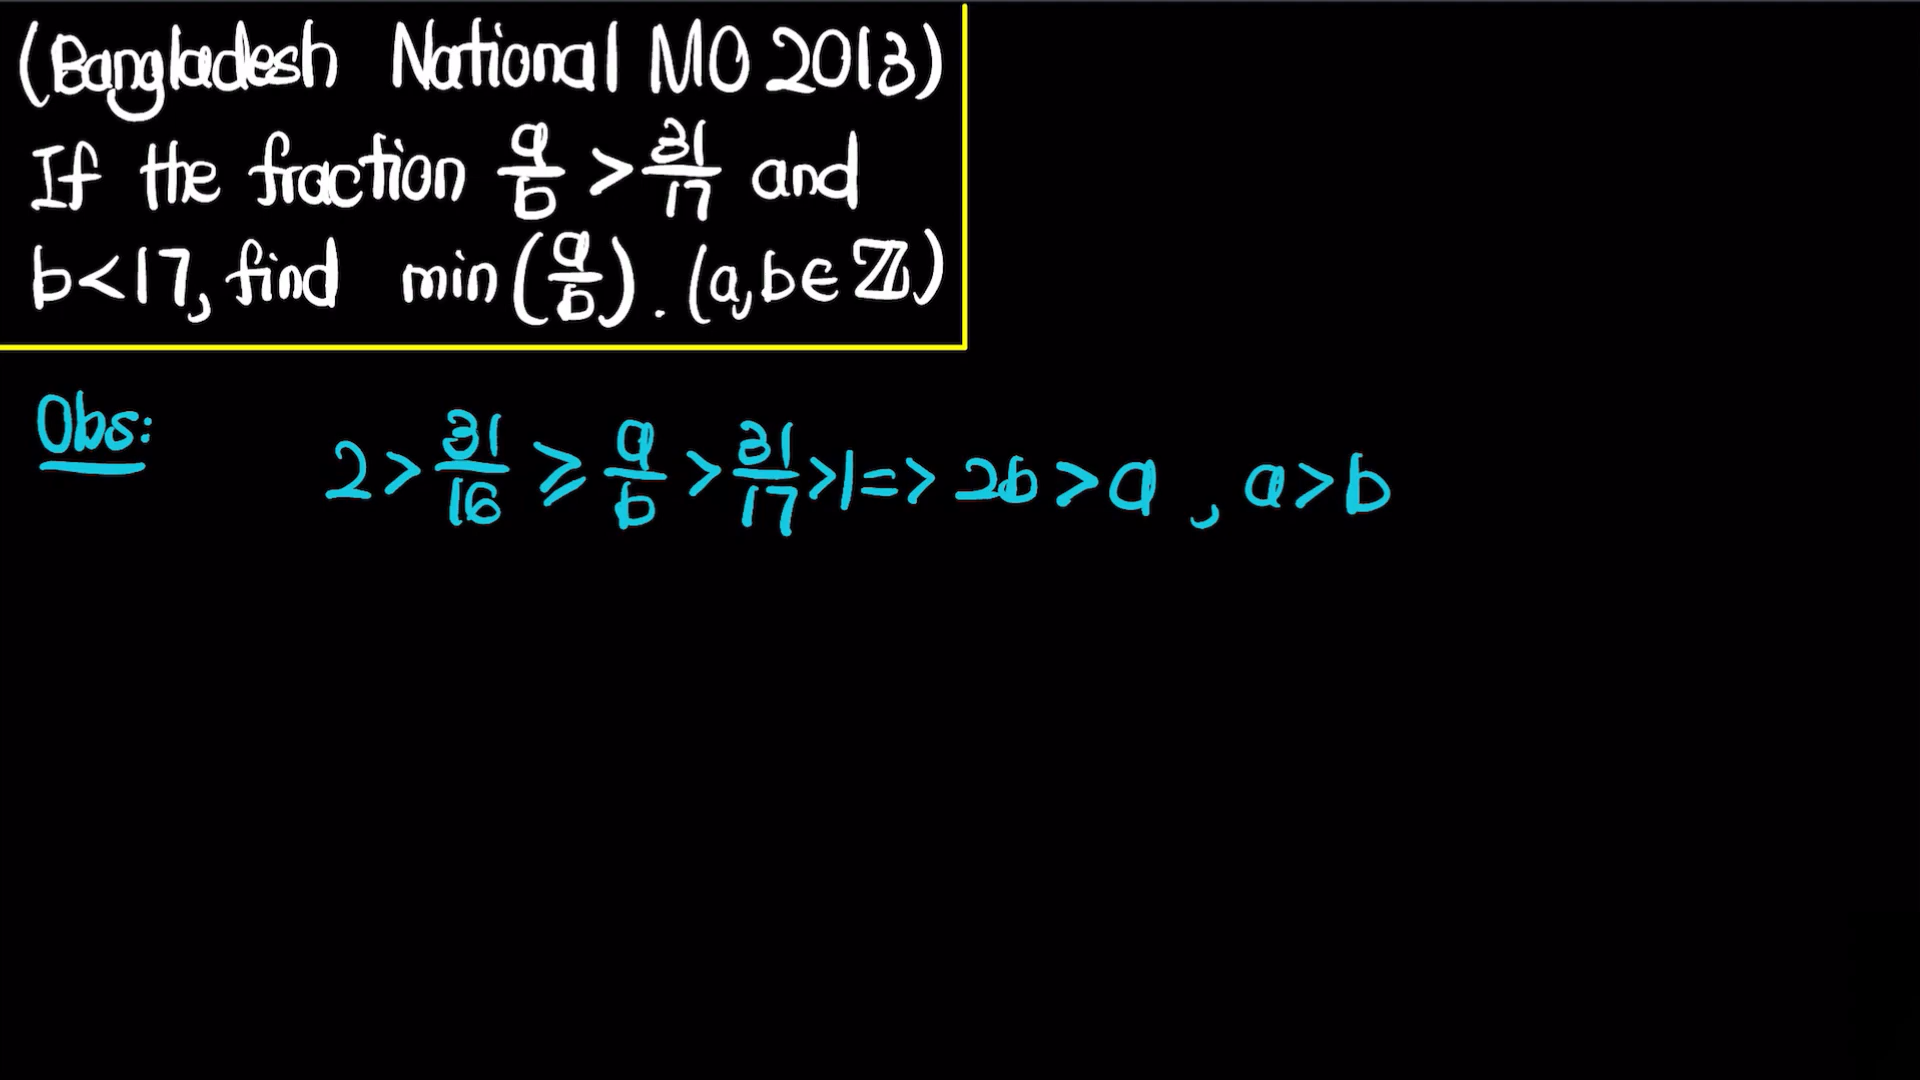 (Bangladesh National MO 2013)
If the fraction a/b > 31/17 and
b<17, find min(a/b). (a,b∈ℤ)
Obs: 2 > 31/16 ≥ a/b > 31/17 >1 => 2b > a , a>b